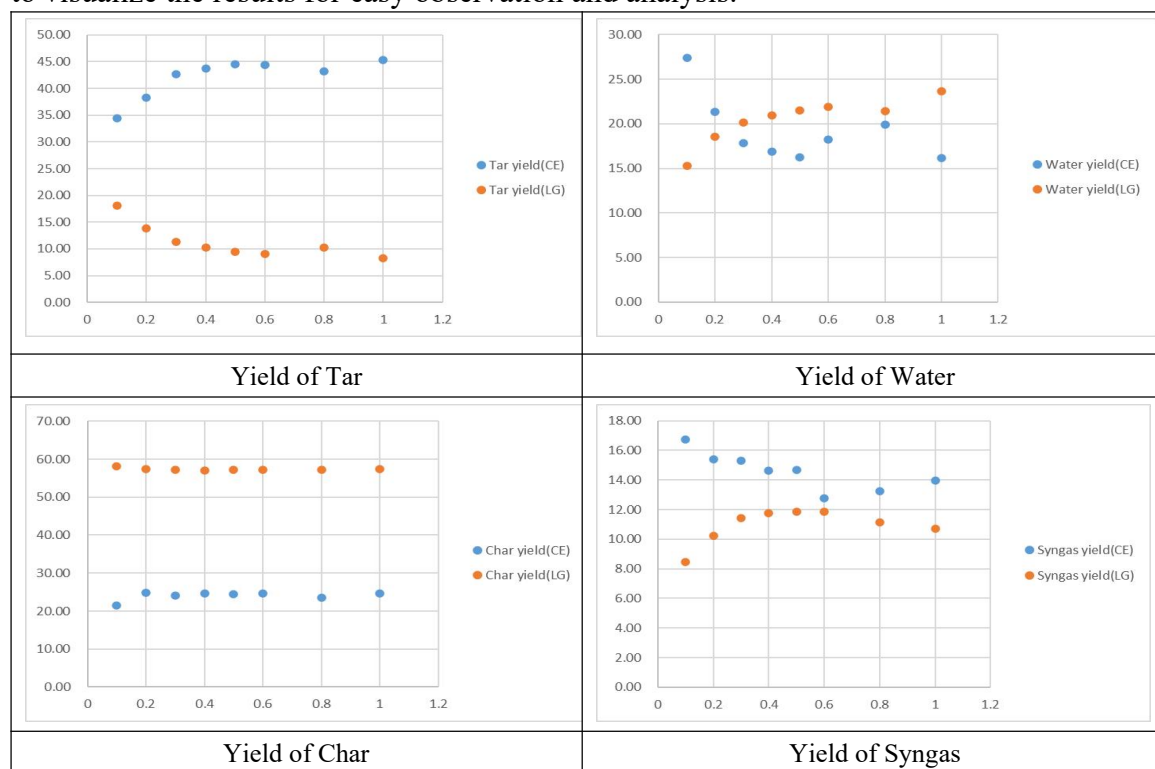 to visualize the results for easy observation and analysis.
50.00
45.00
40.00
35.00
30.00
25.00
20.00
15.00
10.00
5.00
0.00
0 0.2 0.4 0.6 0.8 1 1.2
Tar yield(CE)
Tar yield(LG)
Yield of Tar
30.00
25.00
20.00
15.00
10.00
5.00
0.00
0 0.2 0.4 0.6 0.8 1 1.2
Water yield(CE)
Water yield(LG)
Yield of Water
70.00
60.00
50.00
40.00
30.00
20.00
10.00
0.00
0 0.2 0.4 0.6 0.8 1 1.2
Char yield(CE)
Char yield(LG)
Yield of Char
18.00
16.00
14.00
12.00
10.00
8.00
6.00
4.00
2.00
0.00
0 0.2 0.4 0.6 0.8 1 1.2
Syngas yield(CE)
Syngas yield(LG)
Yield of Syngas